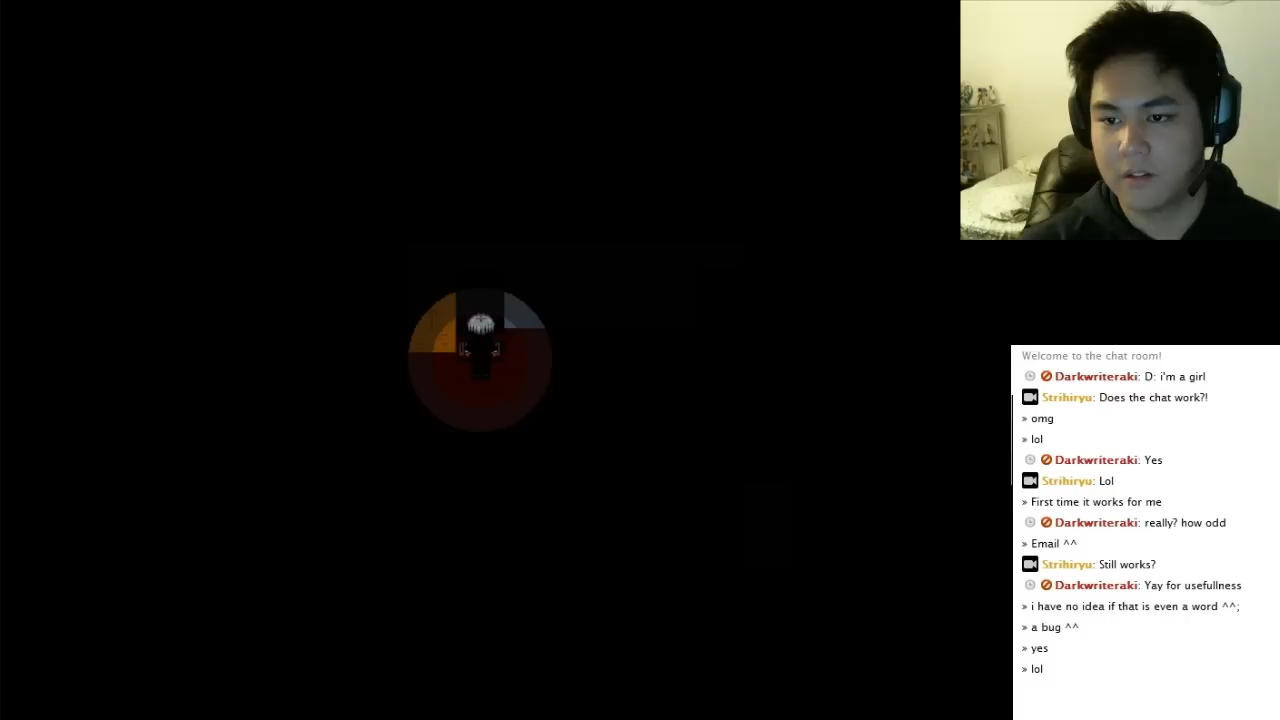 Welcome to the chat room!
Darkwriteraki: D: i'm a girl
Strihiryu: Does the chat work?!
» omg
» lol
Darkwriteraki: Yes
Strihiryu: Lol
» First time it works for me
Darkwriteraki: really? how odd
» Email ^^
Strihiryu: Still works?
Darkwriteraki: Yay for usefullness
» i have no idea if that is even a word ^^;
» a bug ^^
» yes
» lol